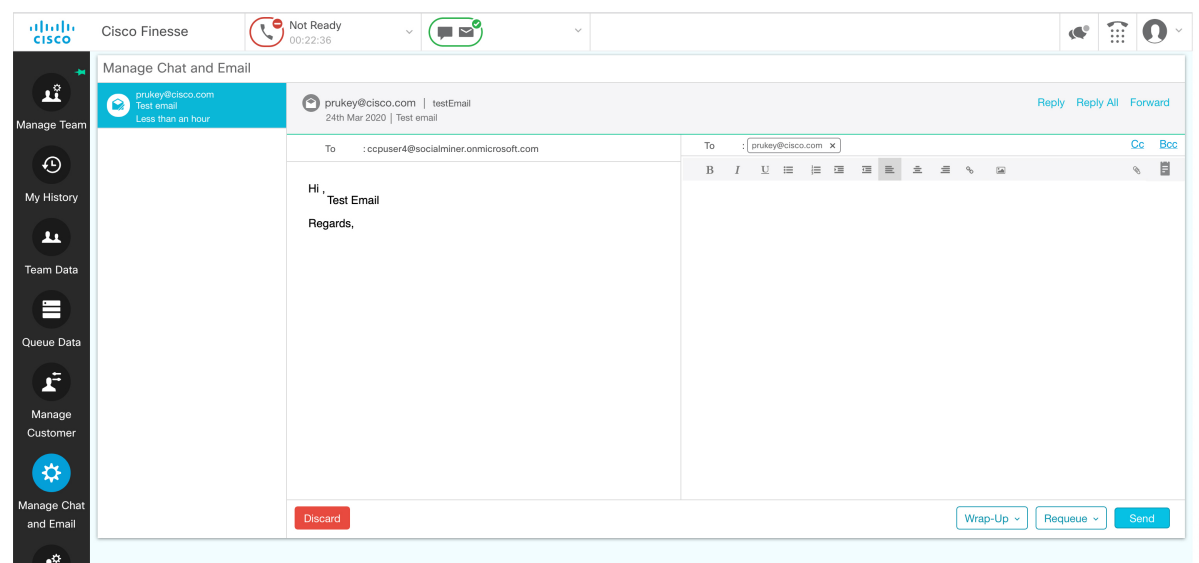 CISCO
Cisco Finesse
Not Ready
00:22:36
Manage Team
My History
Team Data
Queue Data
Manage
Customer
Manage Chat
and Email
Manage Chat and Email
prukey@cisco.com
Test email
Less than an hour
prukey@cisco.com | testEmail
24th Mar 2020 | Test email
Reply Reply All Forward
To : ccpuser4@socialminer.onmicrosoft.com
Hi ,
Test Email
Regards,
To : prukey@cisco.com x
Cc Bcc
B I U
Discard
Wrap-Up
Requeue
Send